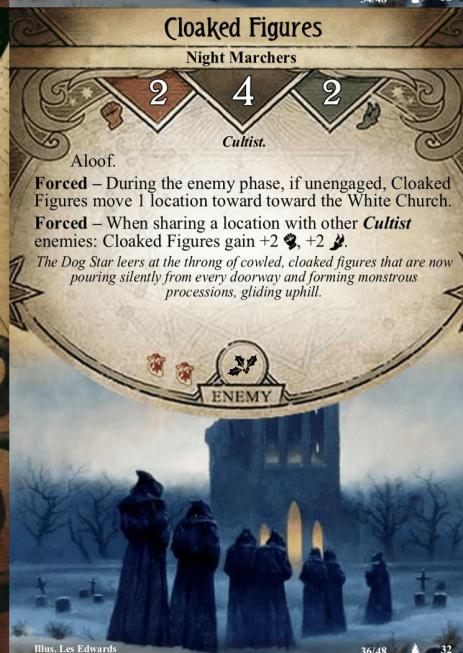 34/48 32
Cloaked Figures
Night Marchers
2 4 2
Cultist.
Aloof.
Forced – During the enemy phase, if unengaged, Cloaked
Figures move 1 location toward toward the White Church.
Forced – When sharing a location with other Cultist
enemies: Cloaked Figures gain +2 , +2 .
The Dog Star leers at the throng of cowled, cloaked figures that are now
pouring silently from every doorway and forming monstrous
processions, gliding uphill.
ENEMY
Illus. Les Edwards 36/48 32